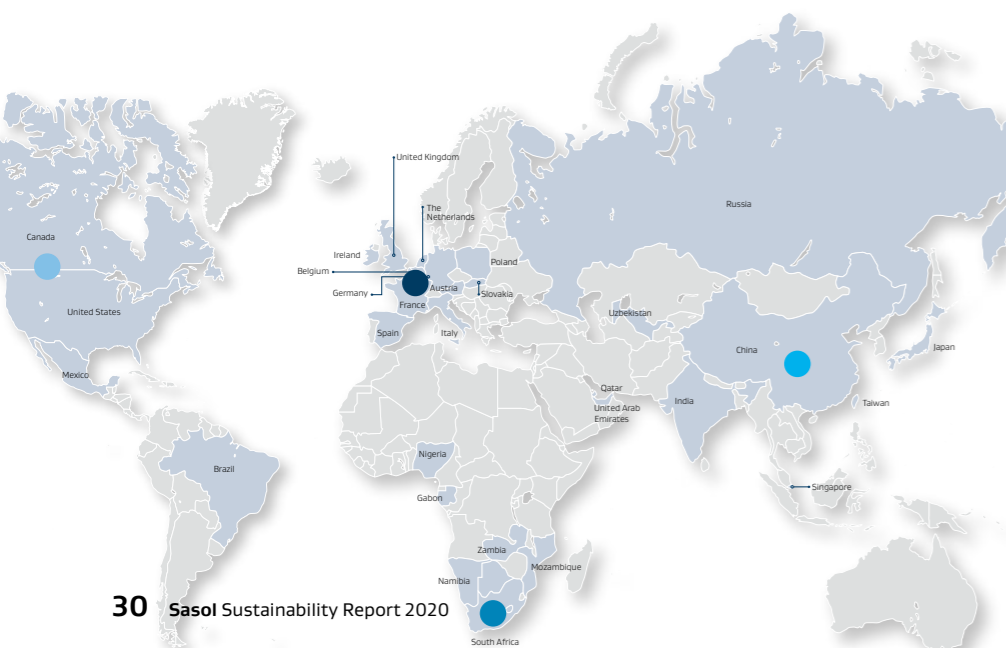 United Kingdom
The
Netherlands
Russia
Canada
Ireland
Poland
Belgium
Germany
Austria
Slovakia
France
United States
Uzbekistan
Spain
Italy
China
Japan
Mexico
Qatar
India
Taiwan
United Arab
Emirates
Nigeria
Brazil
Singapore
Gabon
Zambia
Mozambique
Namibia
30 Sasol Sustainability Report 2020
South Africa